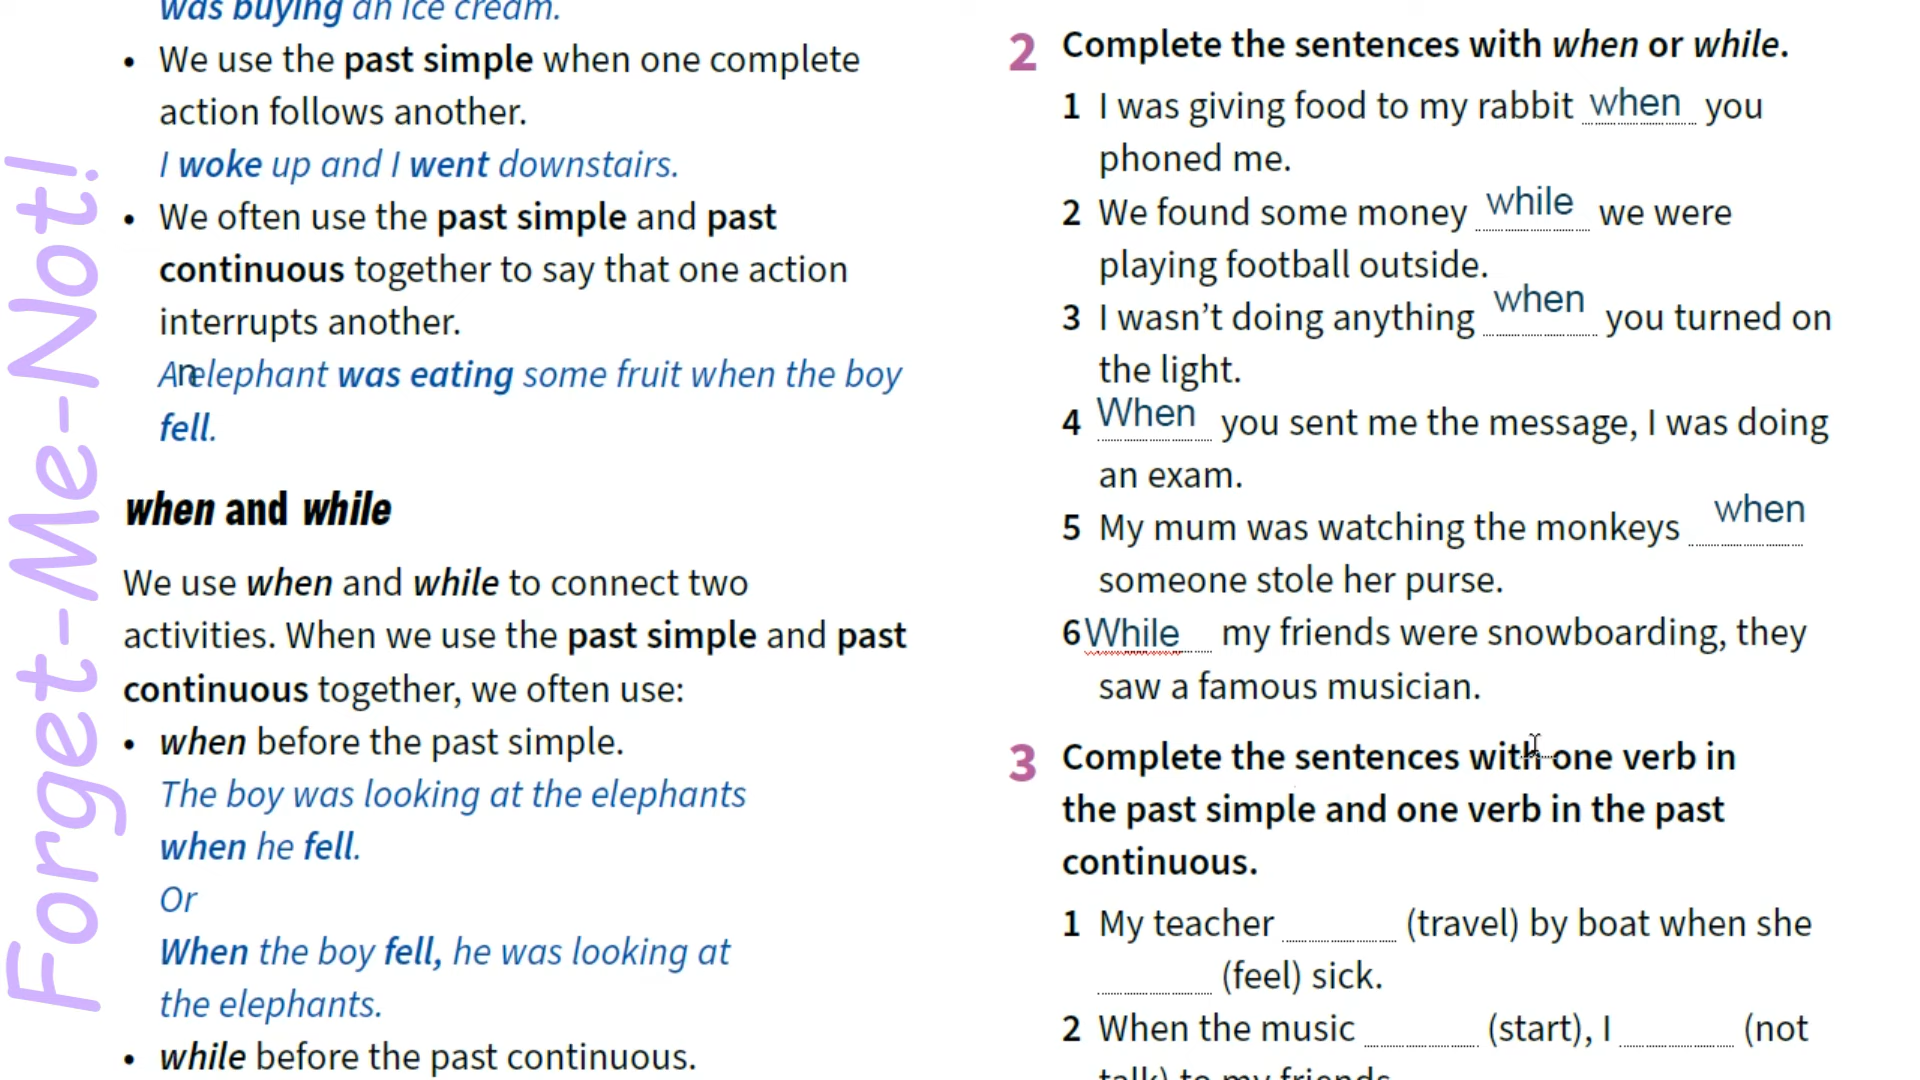 Forget-Me-Not!
was buying an ice cream.
• We use the past simple when one complete
action follows another.
I woke up and I went downstairs.
• We often use the past simple and past
continuous together to say that one action
interrupts another.
An elephant was eating some fruit when the boy
fell.
when and while
We use when and while to connect two
activities. When we use the past simple and past
continuous together, we often use:
• when before the past simple.
The boy was looking at the elephants
when he fell.
Or
When the boy fell, he was looking at
the elephants.
• while before the past continuous.
2 Complete the sentences with when or while.
1 I was giving food to my rabbit when you
phoned me.
2 We found some money while we were
playing football outside.
3 I wasn't doing anything when you turned on
the light.
4 When you sent me the message, I was doing
an exam.
5 My mum was watching the monkeys when
someone stole her purse.
6 While my friends were snowboarding, they
saw a famous musician.
3 Complete the sentences with one verb in
the past simple and one verb in the past
continuous.
1 My teacher ............ (travel) by boat when she
............ (feel) sick.
2 When the music ............ (start), I ............ (not
talk) to my friends.